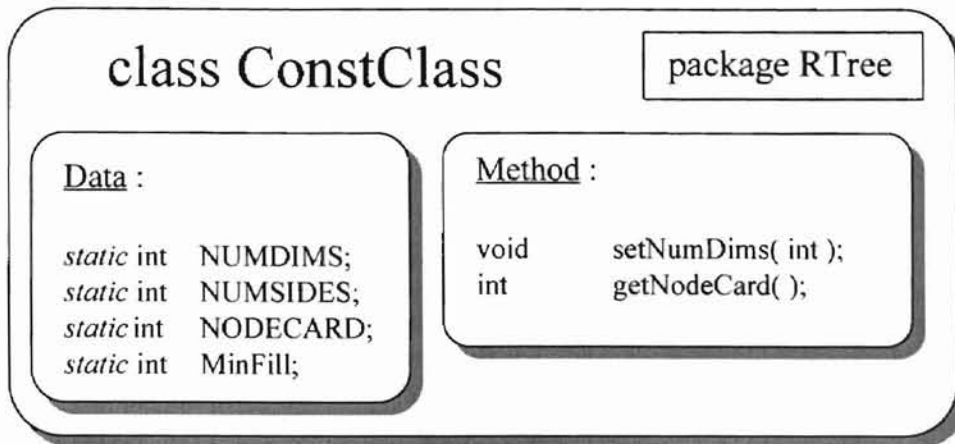 class ConstClass
package RTree
Data :
static int NUMDIMS;
static int NUMSIDES;
static int NODECARD;
static int MinFill;
Method :
void setNumDims( int );
int getNodeCard( );